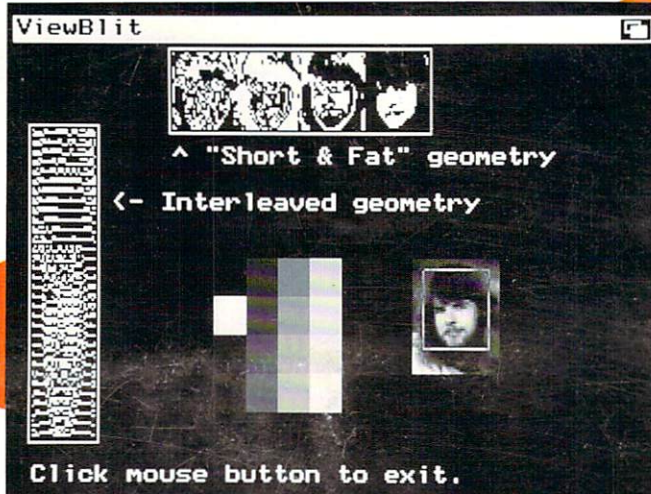 ViewBlit
^ "Short & Fat" geometry
<- Interleaved geometry
Click mouse button to exit.